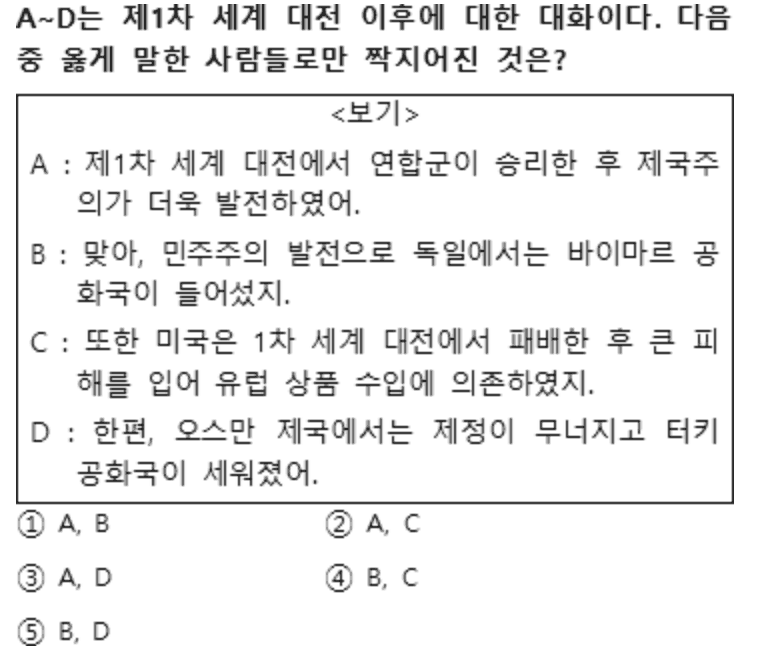 A~D는 제1차 세계 대전 이후에 대한 대화이다. 다음
중 옳게 말한 사람들로만 짝지어진 것은?
<보기>
A : 제1차 세계 대전에서 연합군이 승리한 후 제국주
의가 더욱 발전하였어.
B : 맞아, 민주주의 발전으로 독일에서는 바이마르 공
화국이 들어섰지.
C : 또한 미국은 1차 세계 대전에서 패배한 후 큰 피
해를 입어 유럽 상품 수입에 의존하였지.
D : 한편, 오스만 제국에서는 제정이 무너지고 터키
공화국이 세워졌어.
① A, B ② A, C
③ A, D ④ B, C
⑤ B, D